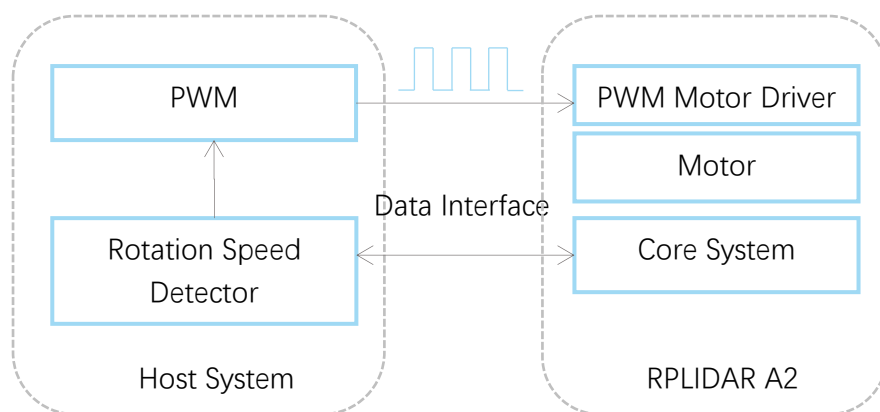 PWM
Rotation Speed
Detector
Host System
Data Interface
PWM Motor Driver
Motor
Core System
RPLIDAR A2